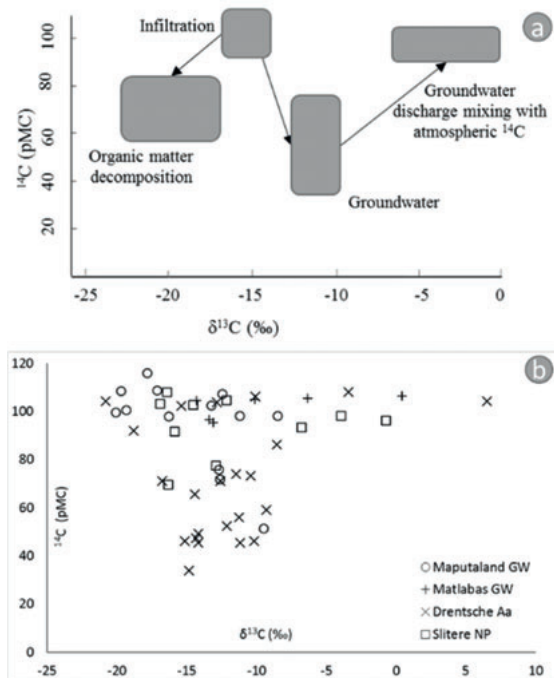 a
Infiltration
Organic matter
decomposition
Groundwater
discharge mixing with
atmospheric ¹⁴C
Groundwater
¹⁴C (pMC)
100
80
60
40
20
-25 -20 -15 -10 -5 0
δ¹³C (‰)
b
¹⁴C (pMC)
120
100
80
60
40
20
0
Maputaland GW
Matlabas GW
Drentsche Aa
Slitere NP
δ¹³C (‰)
-25 -20 -15 -10 -5 0 5 10